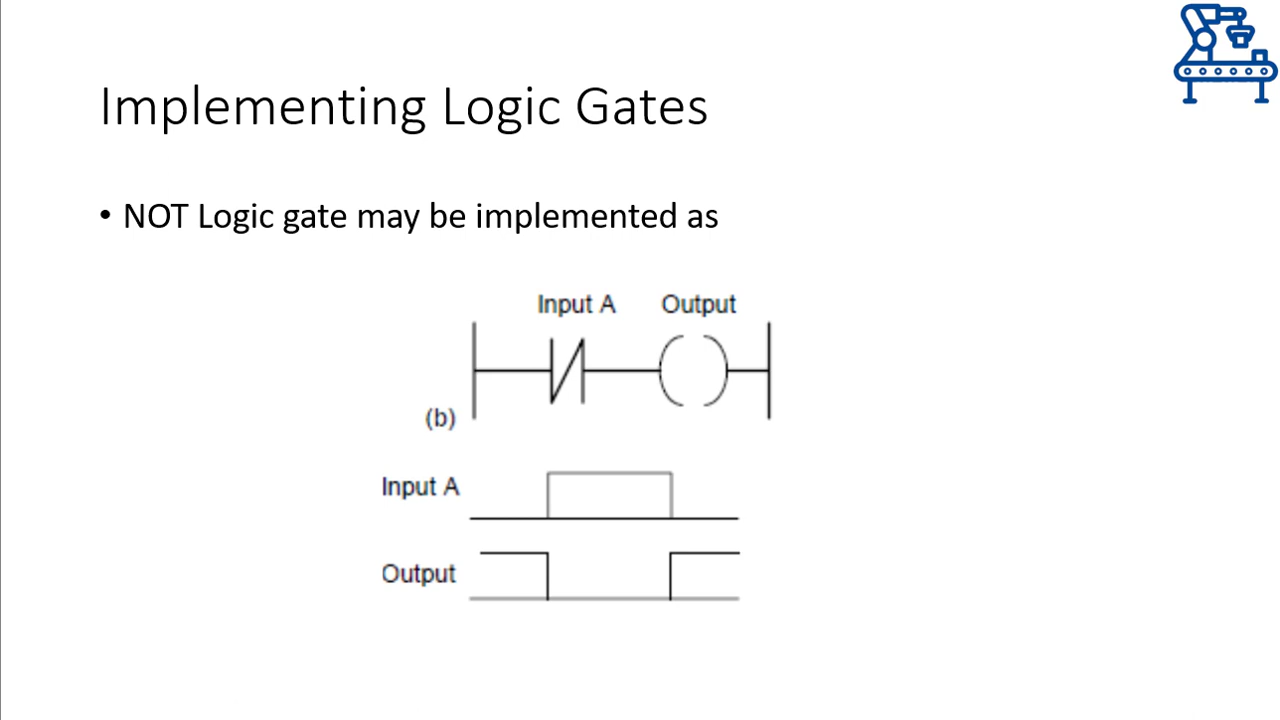 Implementing Logic Gates
• NOT Logic gate may be implemented as
Input A Output
(b)
Input A
Output